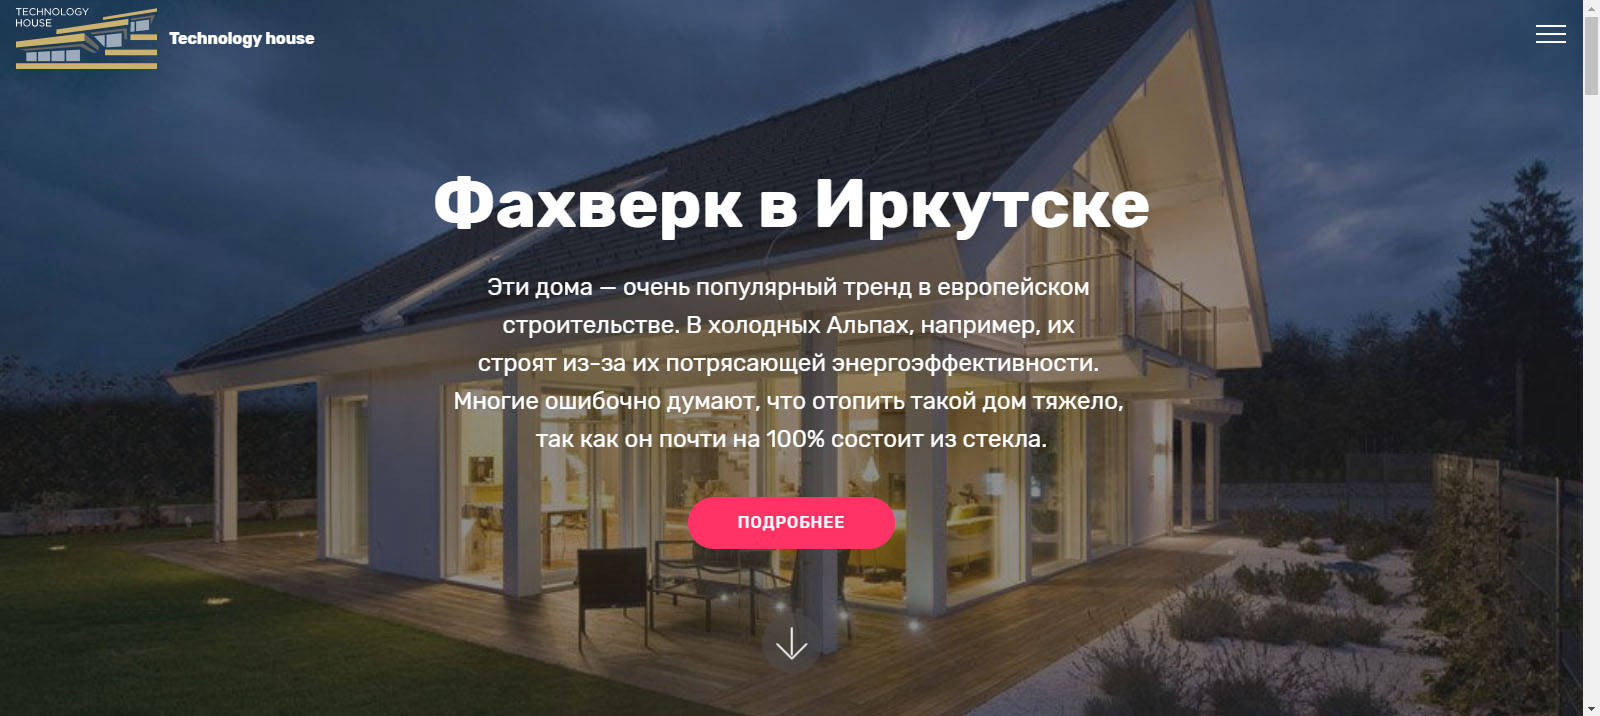 TECHNOLOGY
HOUSE
Technology house
Фахверк в Иркутске
Эти дома — очень популярный тренд в европейском
строительстве. В холодных Альпах, например, их
строят из-за их потрясающей энергоэффективности.
Многие ошибочно думают, что отопить такой дом тяжело,
так как он почти на 100% состоит из стекла.
ПОДРОБНЕЕ